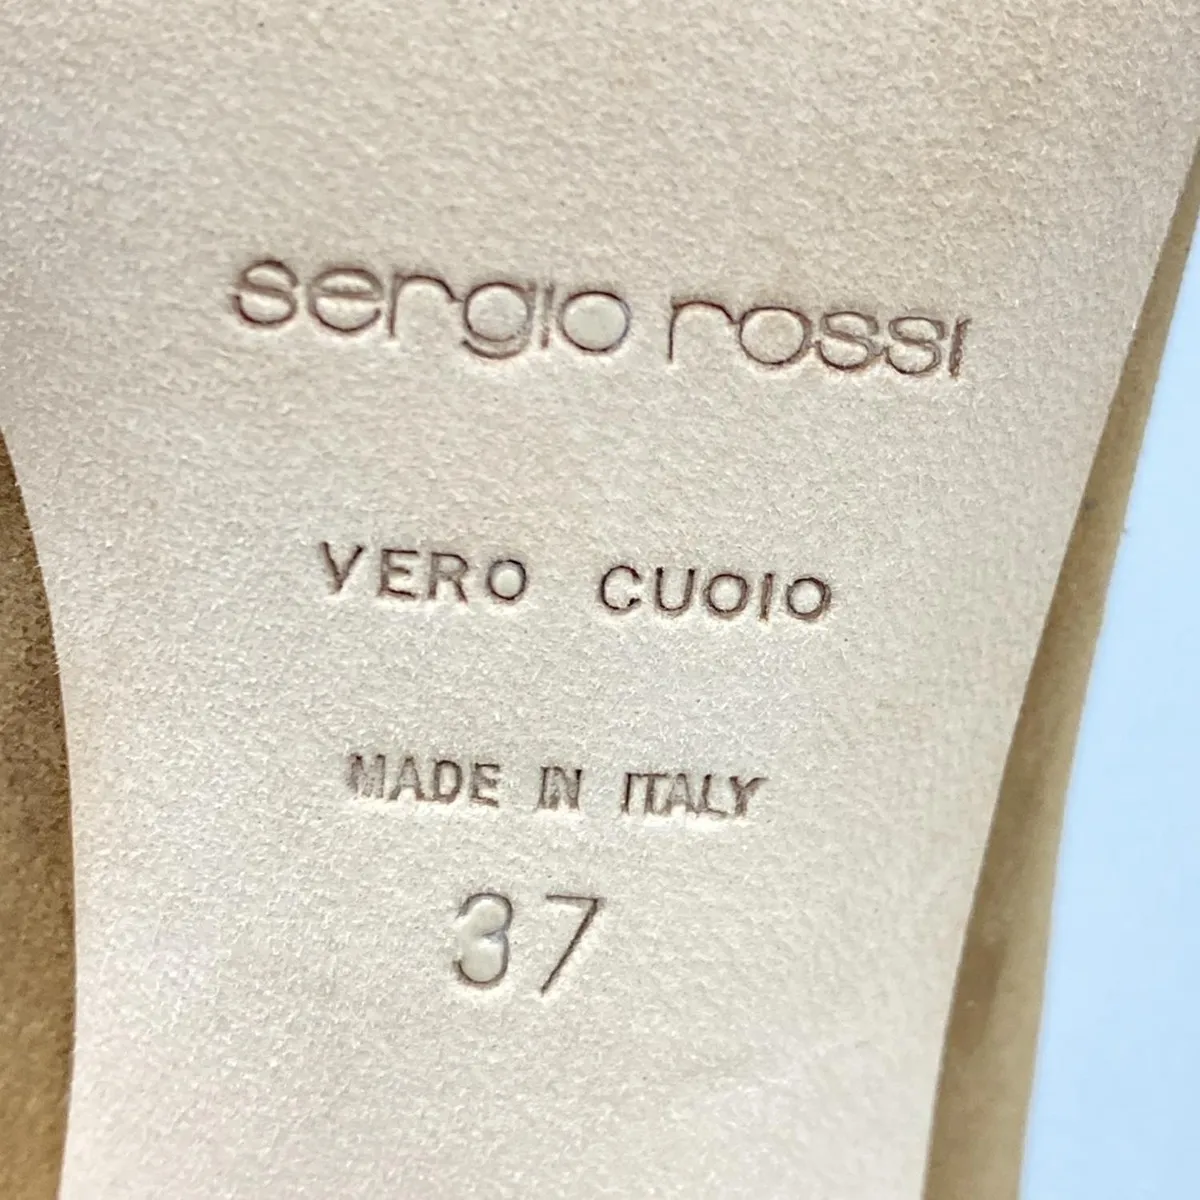 sergio rossi
VERO CUOIO
MADE IN ITALY
37